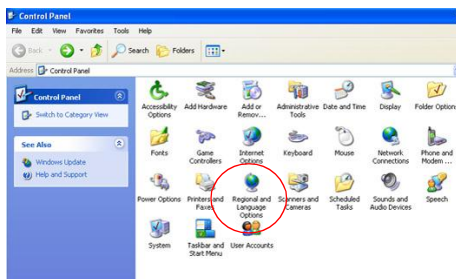 Control Panel
File Edit View Favorites Tools Help
Back Search Folders
Address Control Panel
Control Panel
Switch to Category View
See Also
Windows Update
Help and Support
Accessibility Options
Add Hardware
Add or Remov...
Administrative Tools
Date and Time
Display
Folder Option
Fonts
Game Controllers
Internet Options
Keyboard
Mouse
Network Connections
Phone and Modem ...
Power Options
Printers and Faxes
Regional and Language Options
Scanners and Cameras
Scheduled Tasks
Sounds and Audio Devices
Speech
System
Taskbar and Start Menu
User Accounts